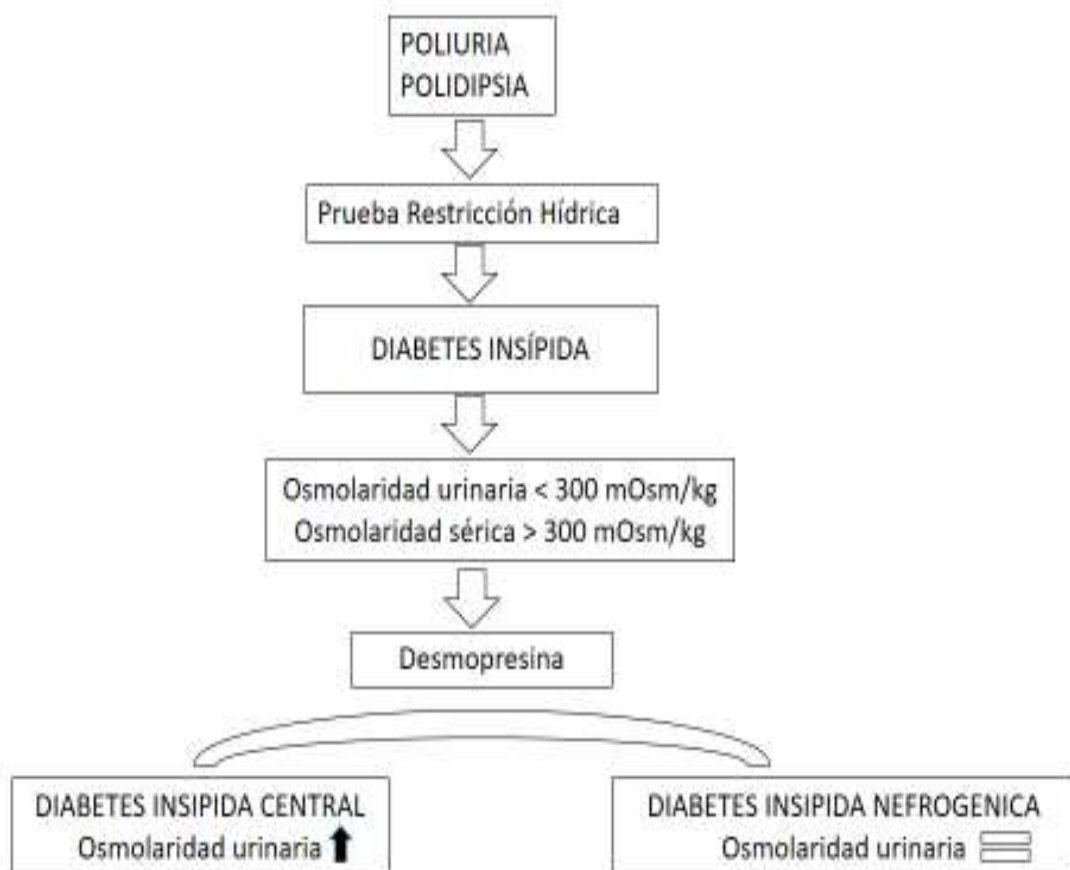 POLIURIA
POLIDIPSIA
Prueba Restricción Hídrica
DIABETES INSÍPIDA
Osmolaridad urinaria < 300 mOsm/kg
Osmolaridad sérica > 300 mOsm/kg
Desmopresina
DIABETES INSIPIDA CENTRAL
Osmolaridad urinaria
DIABETES INSIPIDA NEFROGENICA
Osmolaridad urinaria